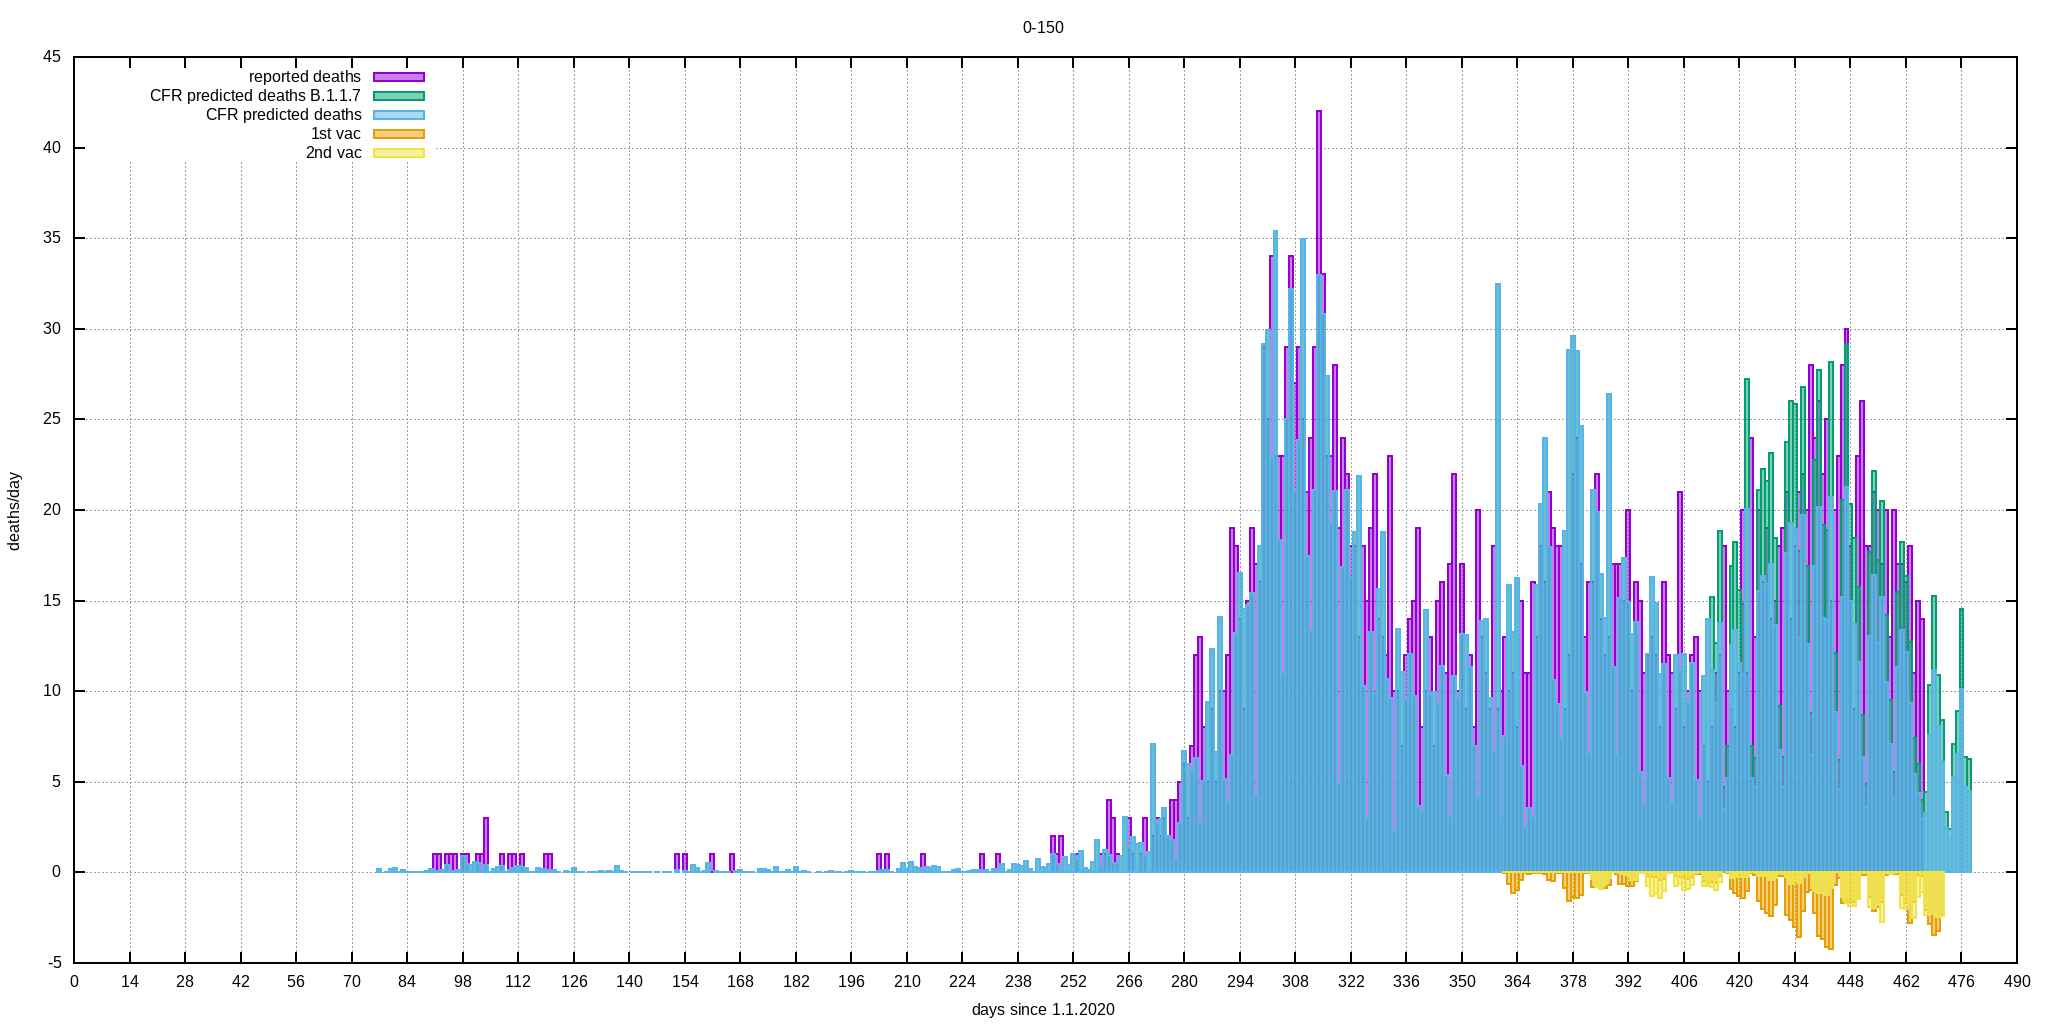 0-150
45
40
35
30
25
20
15
10
5
0
-5
deaths/day
reported deaths
CFR predicted deaths B.1.1.7
CFR predicted deaths
1st vac
2nd vac
0 14 28 42 56 70 84 98 112 126 140 154 168 182 196 210 224 238 252 266 280 294 308 322 336 350 364 378 392 406 420 434 448 462 476 490
days since 1.1.2020